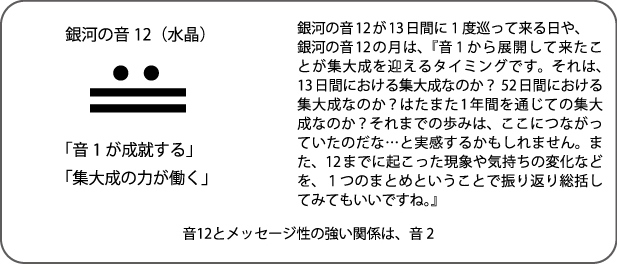 銀河の音 12（水晶）
「音 1 が成就する」
「集大成の力が働く」
銀河の音12が13日間に 1 度巡って来る日や、
銀河の音12の月は、『音 1 から展開して来たこ
とが集大成を迎えるタイミングです。それは、
13日間における集大成なのか？ 52日間における
集大成なのか？はたまた1年間を通じての集大
成なのか？それまでの歩みは、ここにつながっ
ていたのだな…と実感するかもしれません。ま
た、12までに起こった現象や気持ちの変化など
を、１つのまとめということで振り返り総括し
てみてもいいですね。』
音12とメッセージ性の強い関係は、音 2